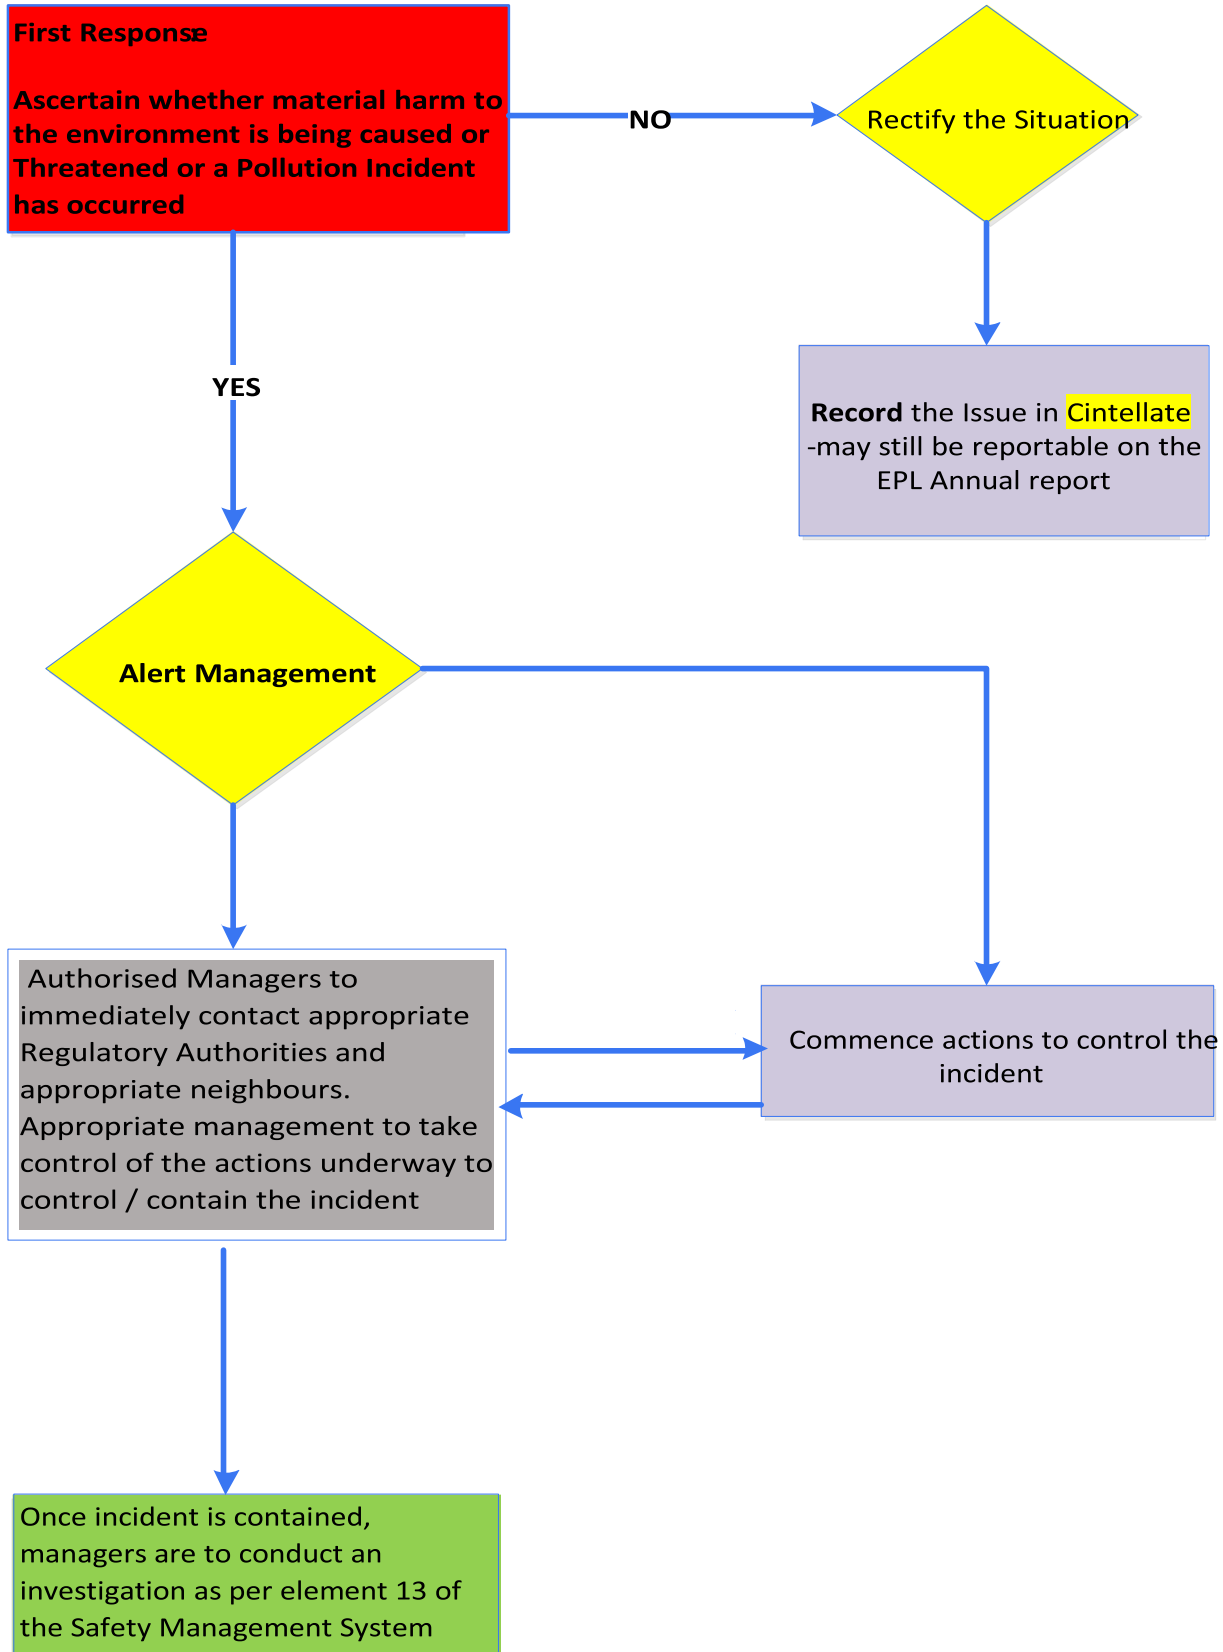 First Response:
Ascertain whether material harm to
the environment is being caused or
Threatened or a Pollution Incident
has occurred
NO
Rectify the Situation
YES
Record the Issue in Cintellate
-may still be reportable on the
EPL Annual report.
Alert Management
Authorised Managers to
immediately contact appropriate
Regulatory Authorities and
appropriate neighbours.
Appropriate management to take
control of the actions underway to
control / contain the incident
Commence actions to control the
incident
Once incident is contained,
managers are to conduct an
investigation as per element 13 of
the Safety Management System